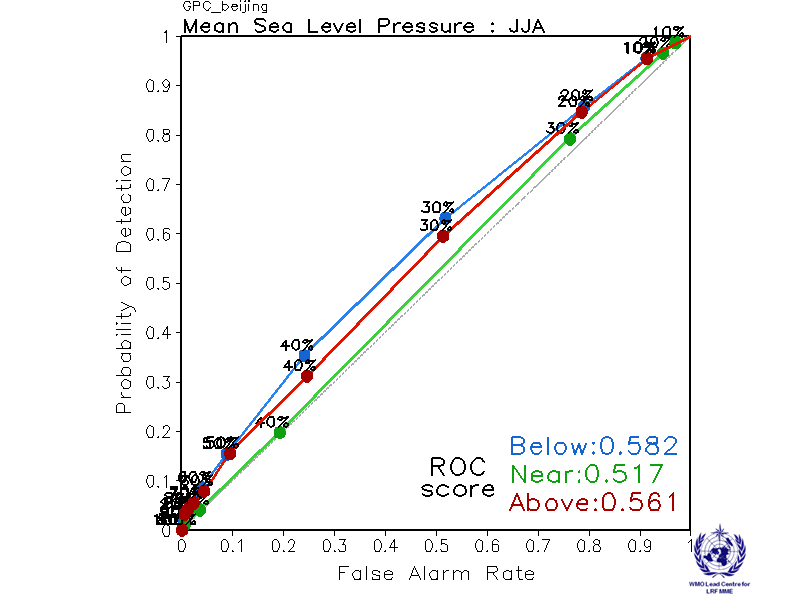 GPC_beijing
Mean Sea Level Pressure : JJA
Probability of Detection
1
0.9
0.8
0.7
0.6
0.5
0.4
0.3
0.2
0.1
0
10%
10%
20%
20%
30%
30%
30%
40%
40%
40%
50%
ROC
score
Below:0.582
Near:0.517
Above:0.561
0 0.1 0.2 0.3 0.4 0.5 0.6 0.7 0.8 0.9 1
False Alarm Rate
WMO Lead Centre for
LRF MME